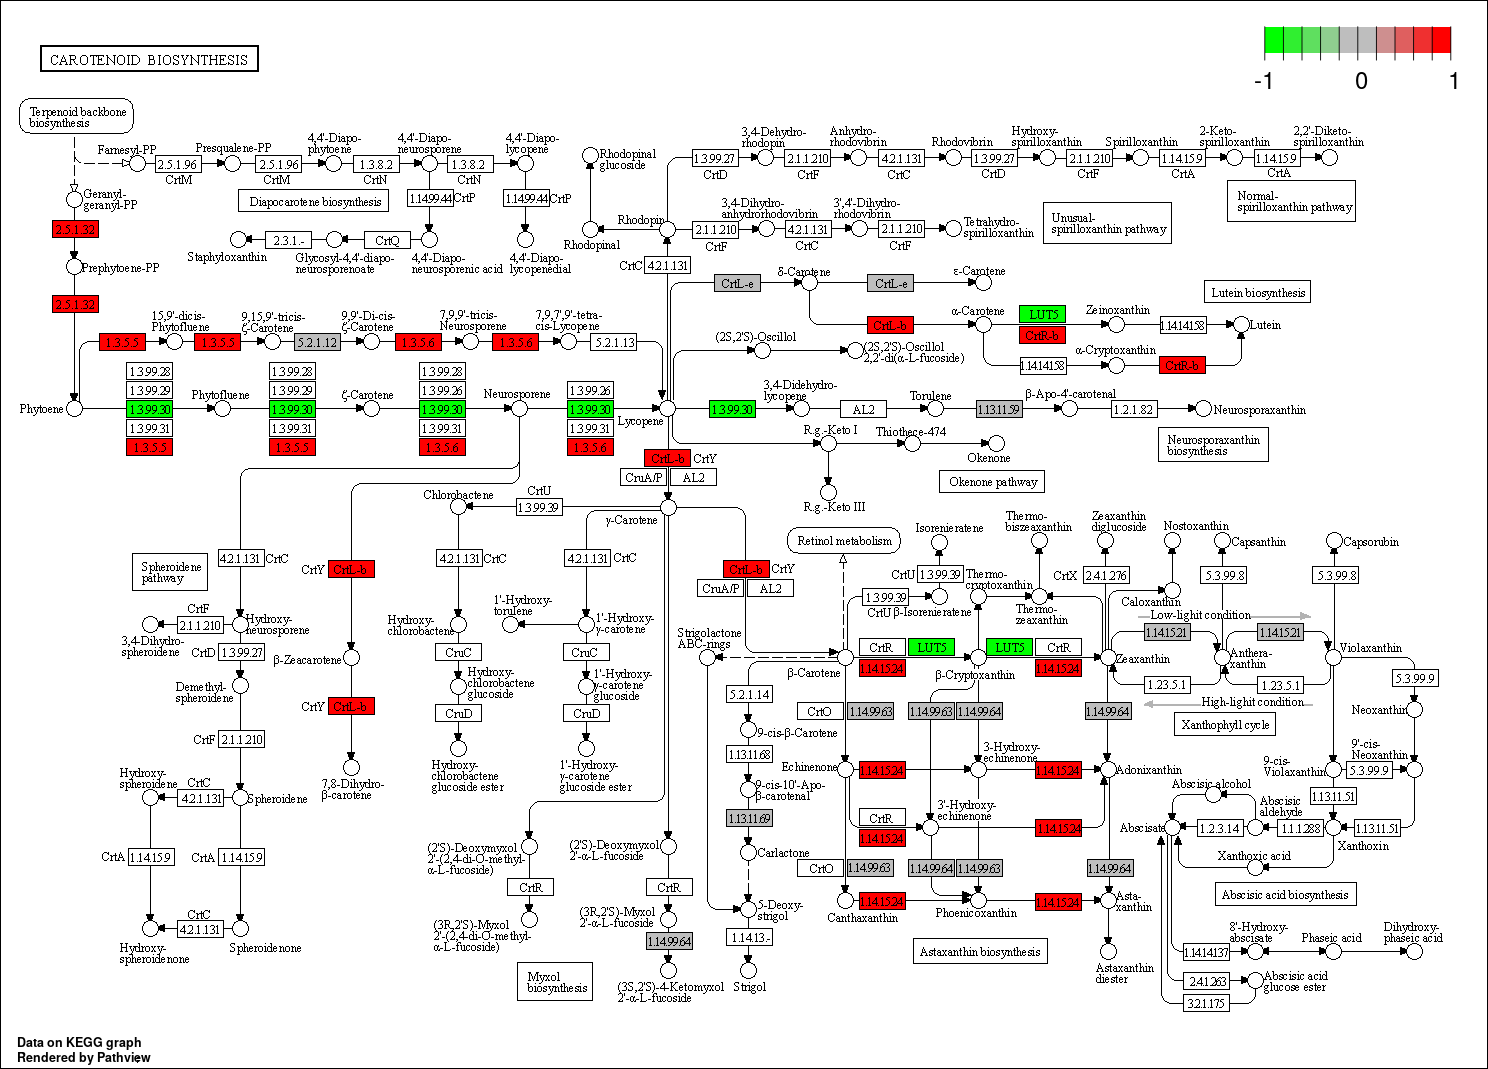 CAROTENOID BIOSYNTHESIS
-1
0
1
Terpenoid backbone
biosynthesis
Farnesyl-PP
2.5.1.96
CrtM
Presqualene-PP
2.5.1.96
CrtM
4,4'-Diapo-
phytoene
1.3.8.2
CrtN
4,4'-Diapo-
neurosporene
1.3.8.2
CrtN
4,4'-Diapo-
lycopene
Diapocarotene biosynthesis
1.14.99.44
CrtP
1.14.99.44
CrtP
Staphyloxanthin
2.3.1.-
Glycosyl-4,4'-diapo-
neurosporenoate
CrtQ
4,4'-Diapo-
neurosporenic acid
4,4'-Diapo-
lycopenedial
Geranyl-
geranyl-PP
2.5.1.32
Prephytoene-PP
2.5.1.32
Rhodopinal
glucoside
Rhodopinal
Rhodopin
CrtC
4.2.1.131
1.3.99.27
CrtD
3,4-Dehydro-
rhodopin
2.1.1.210
CrtF
Anhydro-
rhodovibrin
4.2.1.131
CrtC
Rhodovibrin
1.3.99.27
CrtD
Hydroxy-
spirilloxanthin
2.1.1.210
CrtF
Spirilloxanthin
1.14.15.9
CrtA
2-Keto-
spirilloxanthin
1.14.15.9
CrtA
2,2'-Diketo-
spirilloxanthin
2.1.1.210
CrtF
3,4-Dihydro-
anhydrorhodovibrin
4.2.1.131
CrtC
3',4'-Dihydro-
rhodovibrin
2.1.1.210
CrtF
Tetrahydro-
spirilloxanthin
Unusual-
spirilloxanthin pathway
Normal-
spirilloxanthin pathway
CrtL-e
δ-Carotene
CrtL-e
ε-Carotene
CrtL-b
α-Carotene
LUT5
CrtR-b
Zeinoxanthin
1.14.14.158
Lutein
Lutein biosynthesis
1.14.14.158
α-Cryptoxanthin
CrtR-b
(2S,2'S)-Oscillol
(2S,2'S)-Oscillol
2,2'-di(α-L-fucoside)
1.3.5.5
15,9'-dicis-
Phytofluene
1.3.5.5
9,15,9'-tricis-
ζ-Carotene
5.2.1.12
9,9'-Di-cis-
ζ-Carotene
1.3.5.6
7,9,9'-tricis-
Neurosporene
1.3.5.6
7,9,7',9'-tetra-
cis-Lycopene
5.2.1.13
Phytoene
1.3.99.28
1.3.99.29
1.3.99.30
1.3.99.31
1.3.5.5
Phytofluene
1.3.99.28
1.3.99.29
1.3.99.30
1.3.99.31
1.3.5.5
ζ-Carotene
1.3.99.28
1.3.99.26
1.3.99.30
1.3.99.31
1.3.5.6
Neurosporene
1.3.99.26
1.3.99.30
1.3.99.31
1.3.5.6
Lycopene
1.3.99.30
3,4-Didehydro-
lycopene
AL2
Torulene
1.13.11.59
β-Apo-4'-carotenal
1.2.1.82
Neurosporaxanthin
Neurosporaxanthin
biosynthesis
R.g.-Keto I
Thiothece-474
Okenone
Okenone pathway
R.g.-Keto III
CrtL-b
CrtY
CruA/P
AL2
γ-Carotene
Chlorobactene
CrtU
1.3.99.39
Spheroidene
pathway
4.2.1.131
CrtC
CrtY
CrtL-b
4.2.1.131
CrtC
4.2.1.131
CrtC
CrtL-b
CrtY
CruA/P
AL2
CrtF
2.1.1.210
3,4-Dihydro-
spheroidene
Hydroxy-
neurosporene
CrtD
1.3.99.27
Demethyl-
spheroidene
CrtF
2.1.1.210
Hydroxy-
spheroidene
CrtC
4.2.1.131
Spheroidene
CrtA
1.14.15.9
CrtA
1.14.15.9
CrtC
4.2.1.131
Hydroxy-
spheroidenone
Spheroidenone
β-Zeacarotene
CrtY
CrtL-b
7,8-Dihydro-
β-carotene
Hydroxy-
chlorobactene
CruC
Hydroxy-
chlorobactene
glucoside
CruD
Hydroxy-
chlorobactene
glucoside ester
1'-Hydroxy-
torulene
1'-Hydroxy-
γ-carotene
CruC
1'-Hydroxy-
γ-carotene
glucoside
CruD
1'-Hydroxy-
γ-carotene
glucoside ester
(2'S)-Deoxymyxol
2'-(2,4-di-O-methyl-
α-L-fucoside)
CrtR
(3R,2'S)-Myxol
2'-(2,4-di-O-methyl-
α-L-fucoside)
(2'S)-Deoxymyxol
2'-α-L-fucoside
CrtR
(3R,2'S)-Myxol
2'-α-L-fucoside
1.14.99.64
(3S,2'S)-4-Ketomyxol
2'-α-L-fucoside
Myxol
biosynthesis
Strigolactone
ABC-rings
5.2.1.14
9-cis-β-Carotene
1.13.11.68
9-cis-10'-Apo-
β-carotenal
1.13.11.69
Carlactone
5-Deoxy-
strigol
1.14.13.-
Strigol
Retinol metabolism
Isorenieratene
CrtU
1.3.99.39
1.3.99.39
CrtU
β-Isorenieratene
Thermo-
cryptoxanthin
Thermo-
biszeaxanthin
Thermo-
zeaxanthin
Zeaxanthin
diglucoside
CrtX
2.4.1.276
Nostoxanthin
Caloxanthin
Capsanthin
5.3.99.8
Capsorubin
5.3.99.8
Low-light condition
1.14.15.21
1.14.15.21
β-Carotene
CrtR
LUT5
1.14.15.24
β-Cryptoxanthin
LUT5
CrtR
1.14.15.24
Zeaxanthin
Anthera-
xanthin
Violaxanthin
1.23.5.1
1.23.5.1
High-light condition
Xanthophyll cycle
5.3.99.9
Neoxanthin
CrtO
1.14.99.63
1.14.99.63
1.14.99.64
1.14.99.64
Echinenone
1.14.15.24
3-Hydroxy-
echinenone
1.14.15.24
Adonixanthin
CrtR
1.14.15.24
3'-Hydroxy-
echinenone
1.14.15.24
CrtO
1.14.99.63
1.14.99.64
1.14.99.63
1.14.99.64
Canthaxanthin
1.14.15.24
Phoenicoxanthin
1.14.15.24
Asta-
xanthin
Astaxanthin biosynthesis
Astaxanthin
diester
9-cis-
Violaxanthin
9'-cis-
Neoxanthin
5.3.99.9
1.13.11.51
1.13.11.51
Xanthoxin
Abscisic alcohol
Abscisic
aldehyde
1.1.1.288
1.2.3.14
Abscisate
Xanthoxic acid
Abscisic acid biosynthesis
1.14.14.137
8'-Hydroxy-
abscisate
Phaseic acid
Dihydroxy-
phaseic acid
2.4.1.263
Abscisic acid
glucose ester
3.2.1.175
Data on KEGG graph
Rendered by Pathview